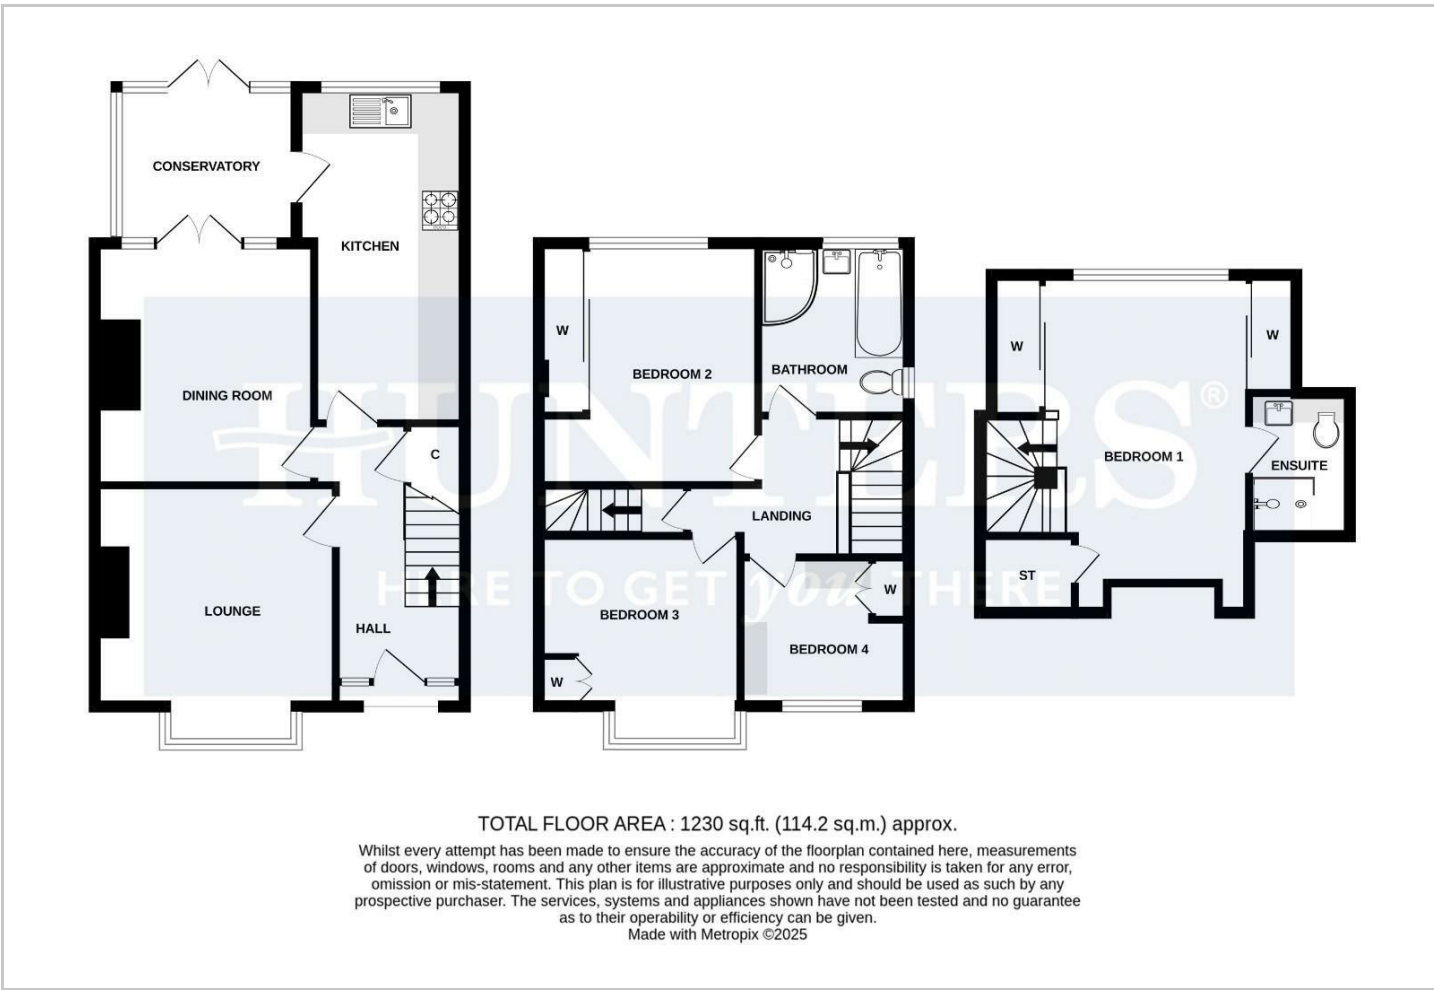 CONSERVATORY
KITCHEN
DINING ROOM
C
LOUNGE
HALL
W
BEDROOM 2
BATHROOM
LANDING
BEDROOM 3
W
W
BEDROOM 4
W
W
BEDROOM 1
ENSUITE
ST
HUNTERS®
HERE TO GET you THERE
TOTAL FLOOR AREA : 1230 sq.ft. (114.2 sq.m.) approx.
Whilst every attempt has been made to ensure the accuracy of the floorplan contained here, measurements
of doors, windows, rooms and any other items are approximate and no responsibility is taken for any error,
omission or mis-statement. This plan is for illustrative purposes only and should be used as such by any
prospective purchaser. The services, systems and appliances shown have not been tested and no guarantee
as to their operability or efficiency can be given.
Made with Metropix ©2025